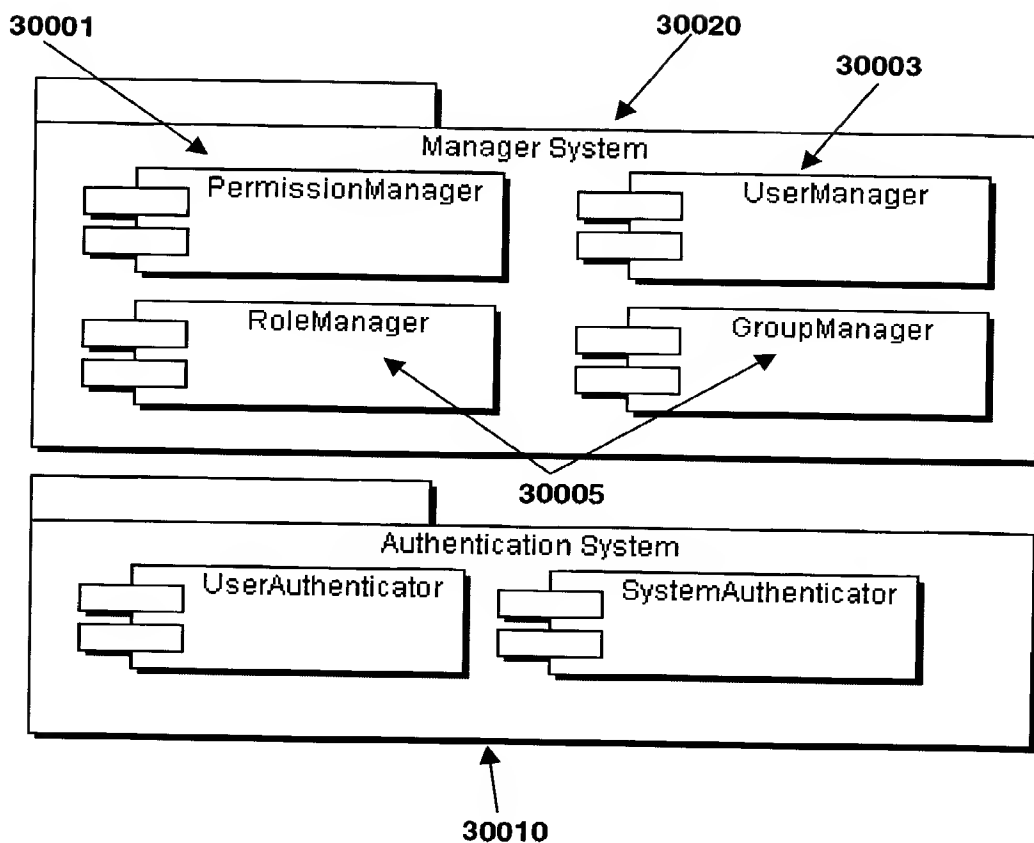 30001
30020
30003
Manager System
PermissionManager
UserManager
RoleManager
GroupManager
30005
Authentication System
UserAuthenticator
SystemAuthenticator
30010